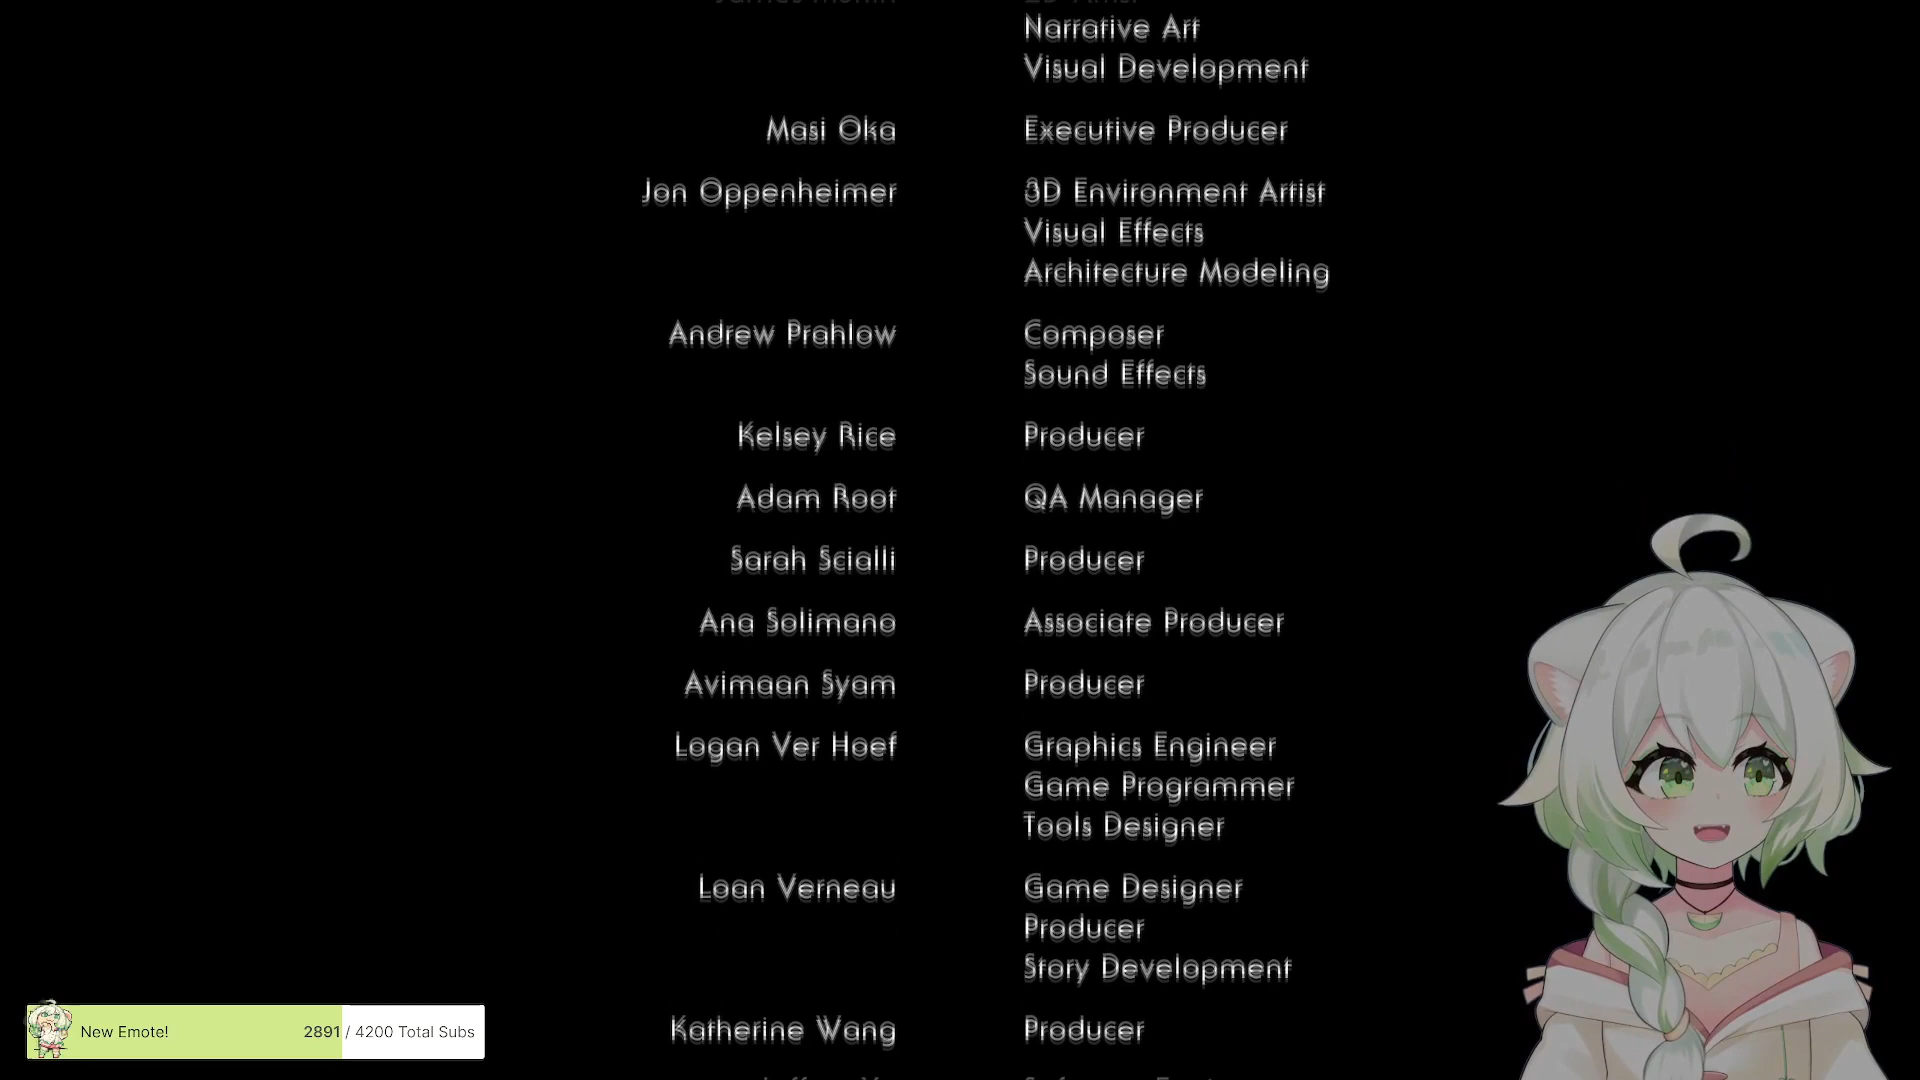 Narrative Art
Visual Development
Masi Oka Executive Producer
Jon Oppenheimer 3D Environment Artist
Visual Effects
Architecture Modeling
Andrew Prahlow Composer
Sound Effects
Kelsey Rice Producer
Adam Root QA Manager
Sarah Scialli Producer
Ana Solimano Associate Producer
Avimaan Syam Producer
Logan Ver Hoef Graphics Engineer
Game Programmer
Tools Designer
Loan Verneau Game Designer
Producer
Story Development
Katherine Wang Producer
New Emote! 2891 / 4200 Total Subs